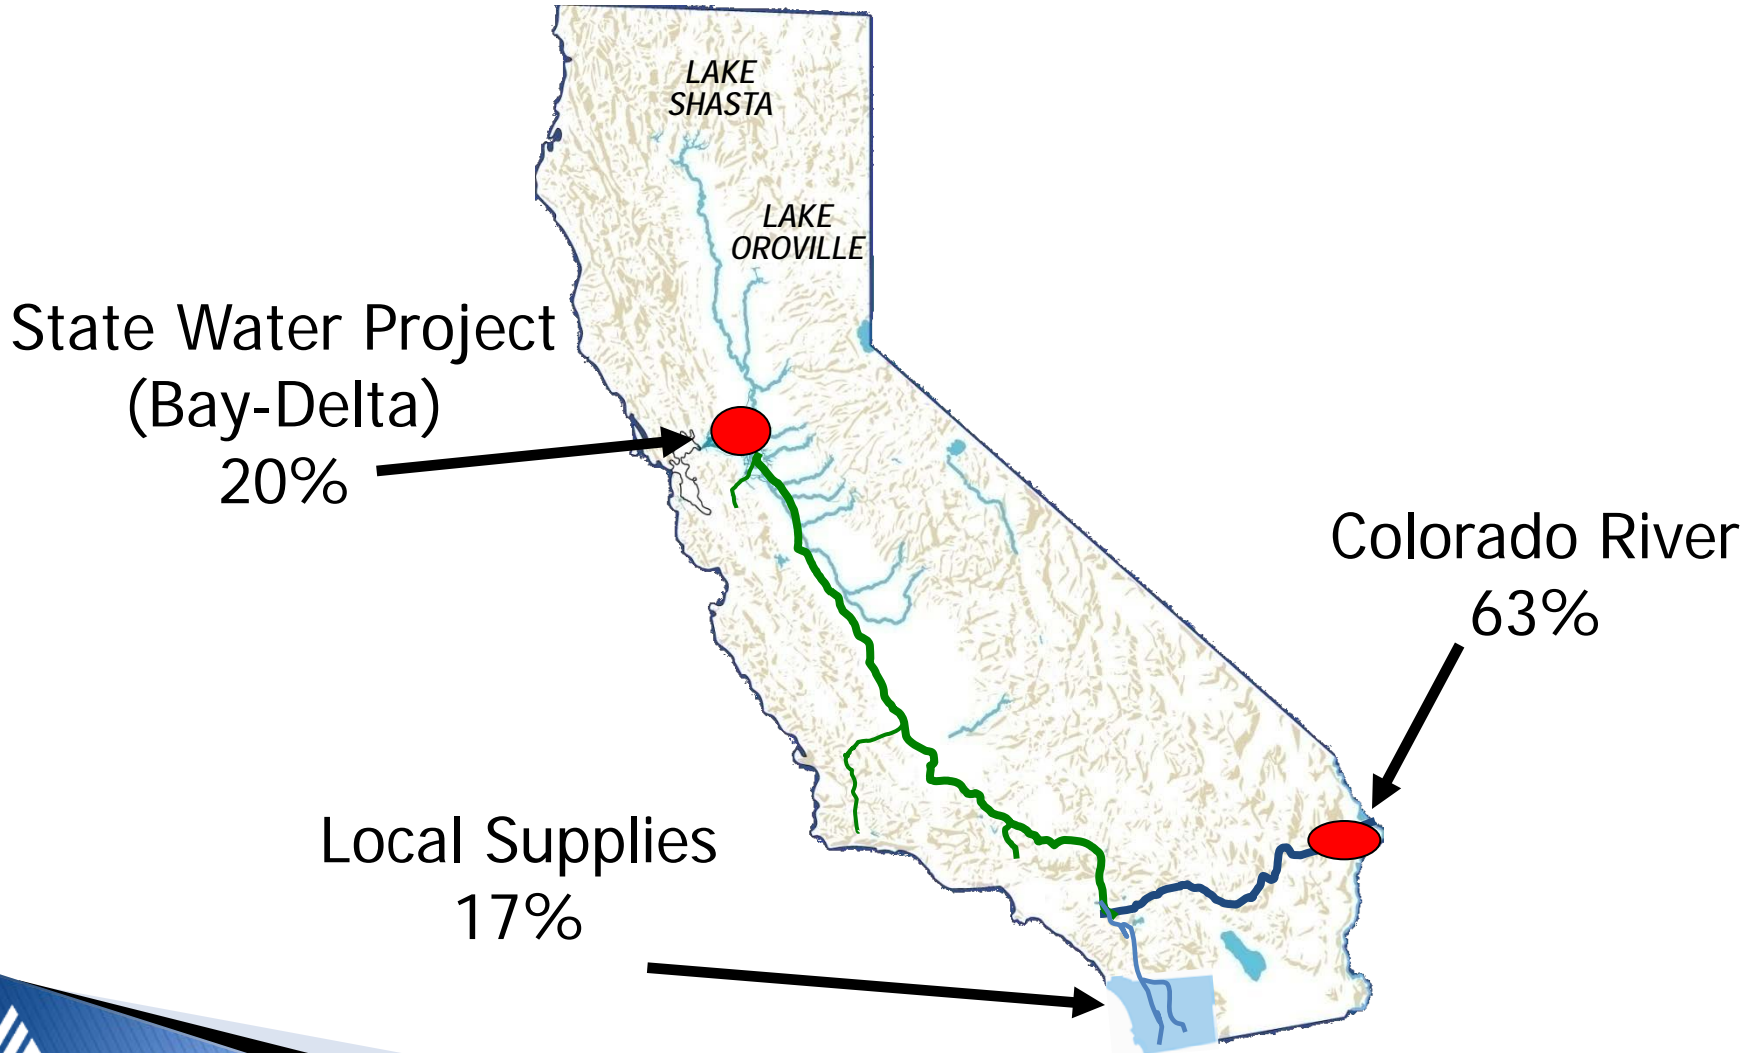 LAKE
SHASTA
LAKE
OROVILLE
State Water Project
(Bay-Delta)
20%
Colorado River
63%
Local Supplies
17%